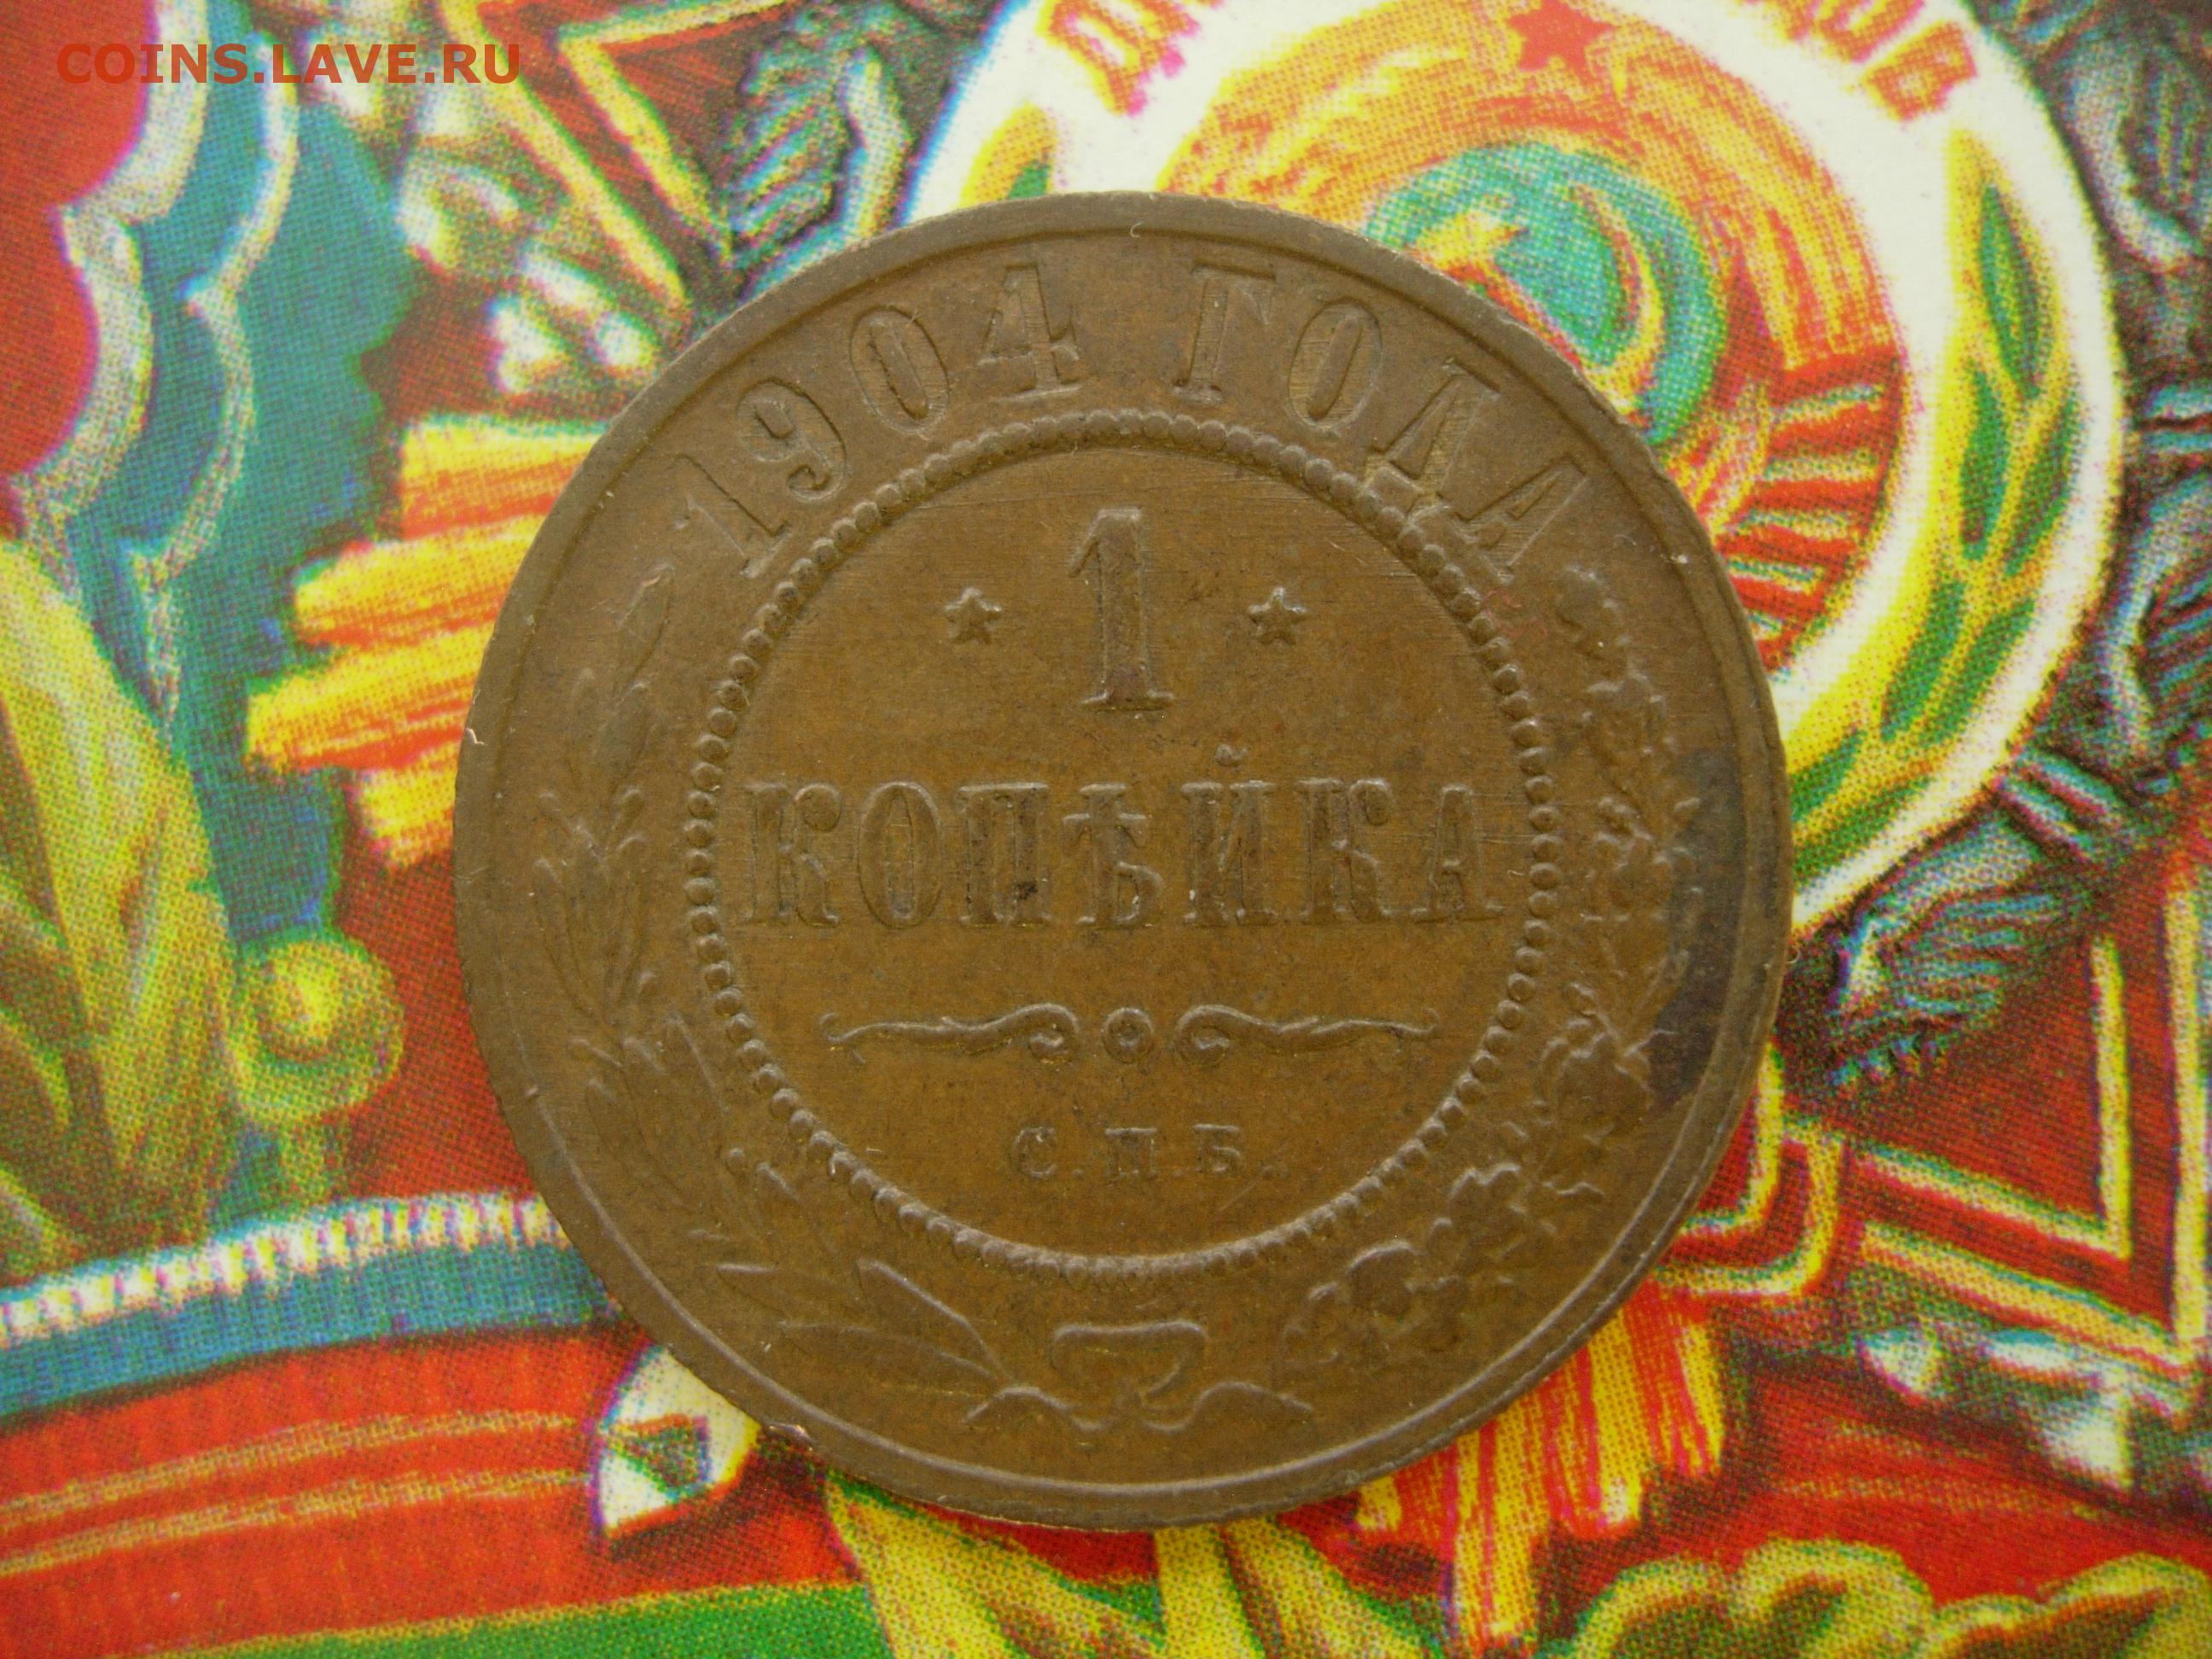 COINS.LAVE.RU
1904 ГОДА
1
КОПѢЙКА
С.П.Б.